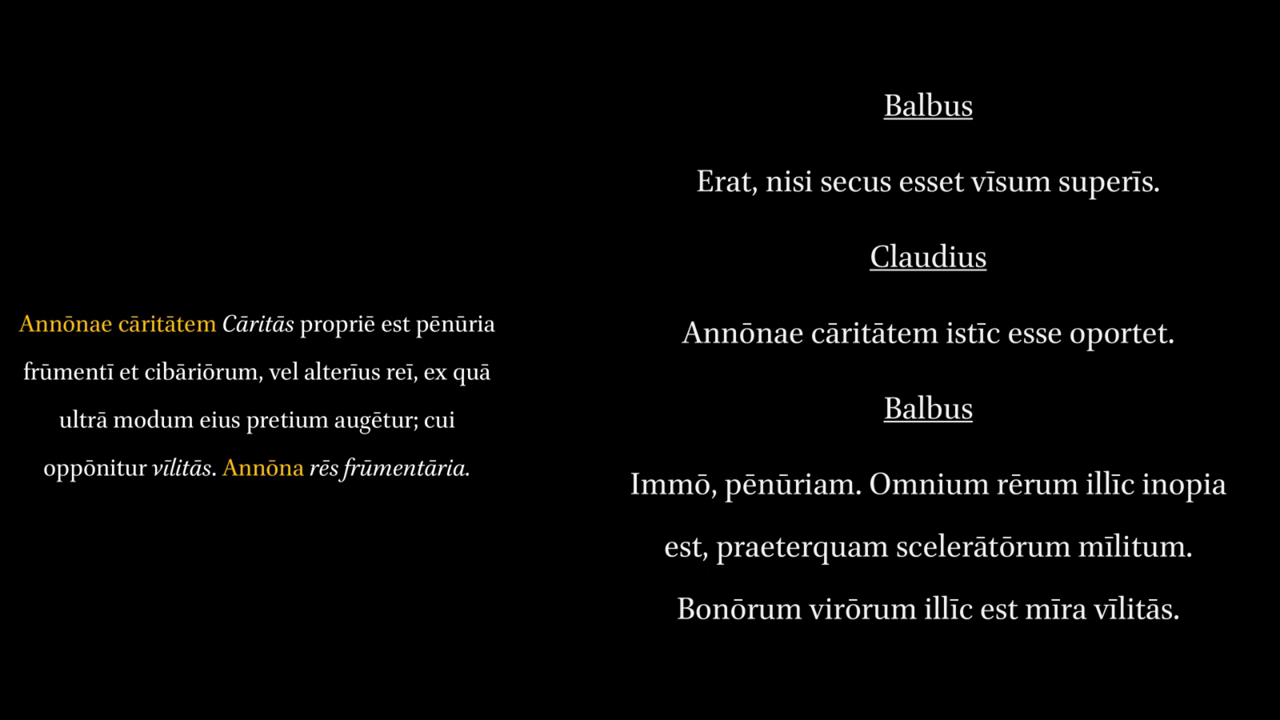 Annōnae cāritātem Cāritās propriē est pēnūria
frūmentī et cibāriōrum, vel alterīus reī, ex quā
ultrā modum eius pretium augētur; cui
oppōnitur vīlitās. Annōna rēs frūmentāria.
Balbus
Erat, nisi secus esset vīsum superīs.
Claudius
Annōnae cāritātem istīc esse oportet.
Balbus
Immō, pēnūriam. Omnium rērum illīc inopia
est, praeterquam scelerātōrum mīlitum.
Bonōrum virōrum illīc est mīra vīlitās.